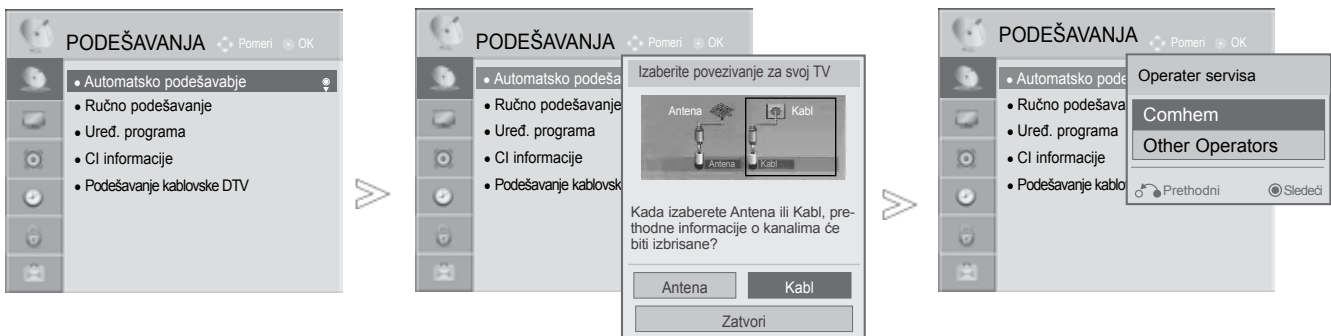 PODEŠAVANJA Pomeri OK
• Automatsko podešavabje
• Ručno podešavanje
• Uređ. programa
• CI informacije
• Podešavanje kablovske DTV
PODEŠAVANJA Pomeri OK
• Automatsko podeša
• Ručno podešavanje
• Uređ. programa
• CI informacije
• Podešavanje kablovsk
Izaberite povezivanje za svoj TV
Antena Kabl
Antena Kabl
Kada izaberete Antena ili Kabl, pre-
thodne informacije o kanalima će
biti izbrisane?
Antena Kabl
Zatvori
PODEŠAVANJA Pomeri OK
• Automatsko pode
• Ručno podešava
• Uređ. programa
• CI informacije
• Podešavanje kablo
Operater servisa
Comhem
Other Operators
Prethodni Sledeći